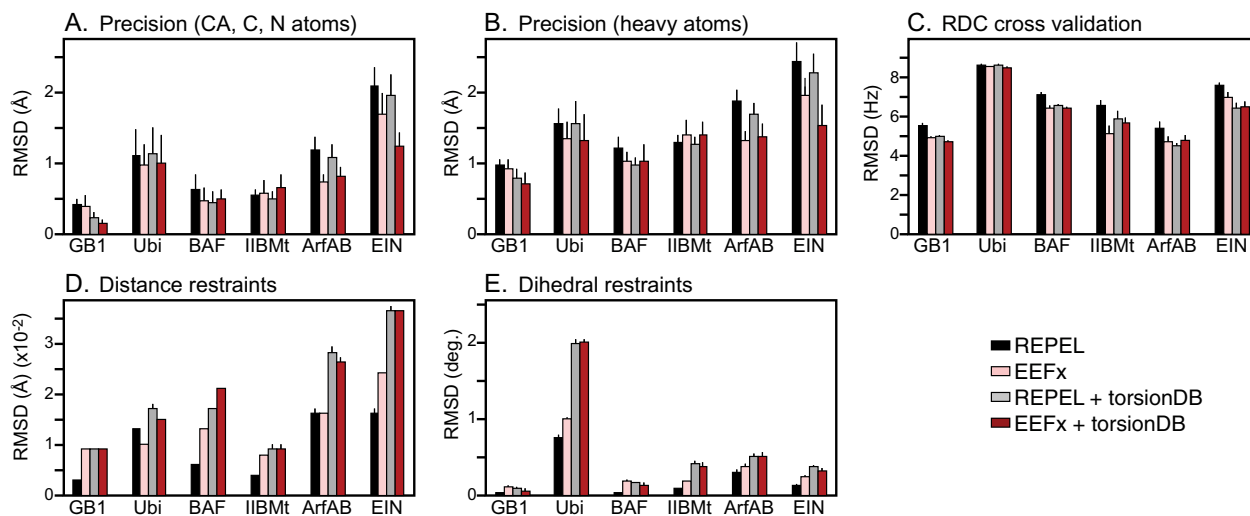 A. Precision (CA, C, N atoms)
RMSD (Å)
2
1
0
GB1 Ubi BAF IIBMt ArfAB EIN
B. Precision (heavy atoms)
RMSD (Å)
2
1
0
GB1 Ubi BAF IIBMt ArfAB EIN
C. RDC cross validation
RMSD (Hz)
8
6
4
2
0
GB1 Ubi BAF IIBMt ArfAB EIN
D. Distance restraints
RMSD (Å) (x10-2)
3
2
1
0
GB1 Ubi BAF IIBMt ArfAB EIN
E. Dihedral restraints
RMSD (deg.)
2
1
0
GB1 Ubi BAF IIBMt ArfAB EIN
REPEL
EEFx
REPEL + torsionDB
EEFx + torsionDB